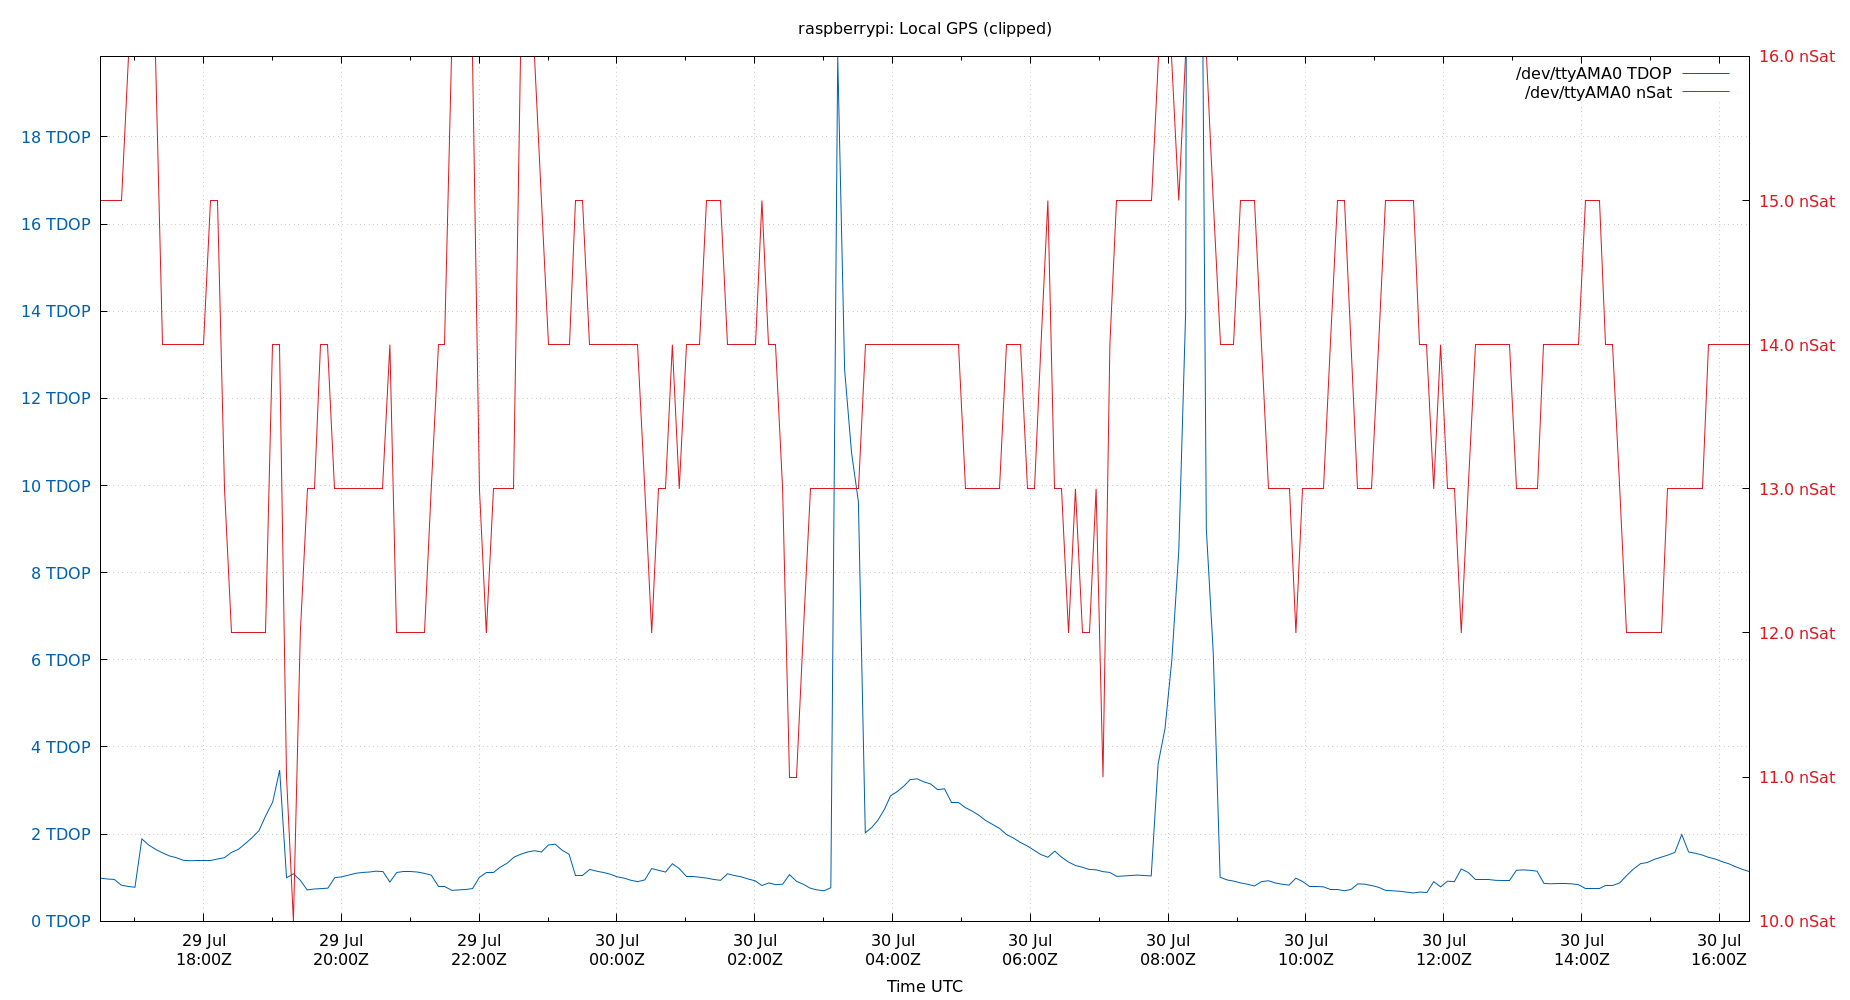 raspberrypi: Local GPS (clipped)
/dev/ttyAMA0 TDOP
/dev/ttyAMA0 nSat
18 TDOP
16 TDOP
14 TDOP
12 TDOP
10 TDOP
8 TDOP
6 TDOP
4 TDOP
2 TDOP
0 TDOP
16.0 nSat
15.0 nSat
14.0 nSat
13.0 nSat
12.0 nSat
11.0 nSat
10.0 nSat
29 Jul
18:00Z
29 Jul
20:00Z
29 Jul
22:00Z
30 Jul
00:00Z
30 Jul
02:00Z
30 Jul
04:00Z
30 Jul
06:00Z
30 Jul
08:00Z
30 Jul
10:00Z
30 Jul
12:00Z
30 Jul
14:00Z
30 Jul
16:00Z
Time UTC